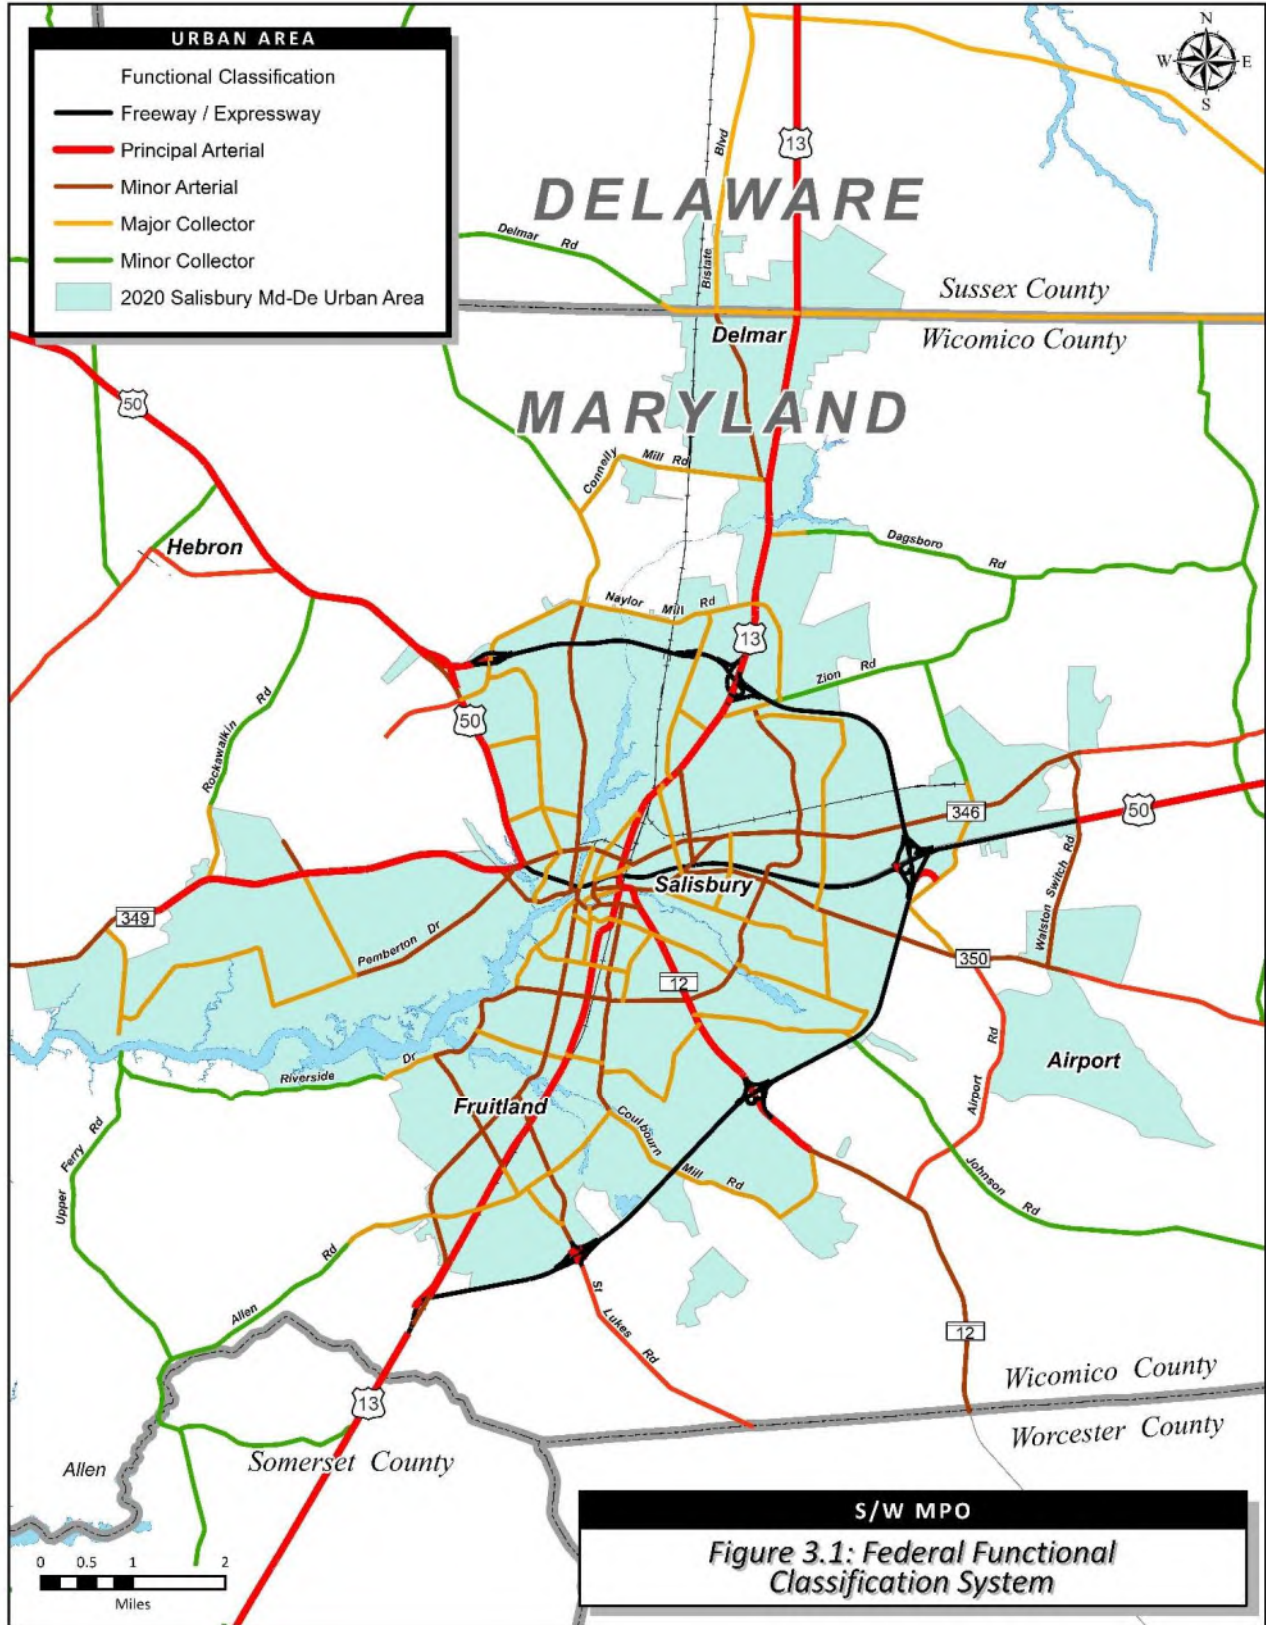 URBAN AREA
Functional Classification
Freeway / Expressway
Principal Arterial
Minor Arterial
Major Collector
Minor Collector
2020 Salisbury Md-De Urban Area
N
W
E
S
13
Blvd
DELAWARE
Delmar Rd
Bistate
Sussex County
Wicomico County
Delmar
50
MARYLAND
Connelly
Mill Rd
Hebron
Dagsboro
Rd
Naylor Mill Rd
13
Zion Rd
Rockawalkin Rd
50
346
50
Salisbury
Walston Switch Rd
349
Pemberton Dr
350
12
Airport
Rd
Airport
Riverside
Dr
Fruitland
Coulbourn
Mill Rd
Upper Ferry Rd
Johnson
Rd
Allen
Rd
St
Lukes
Rd
12
Wicomico County
13
Worcester County
Somerset County
Allen
0 0.5 1 2
Miles
S/W MPO
Figure 3.1: Federal Functional
Classification System